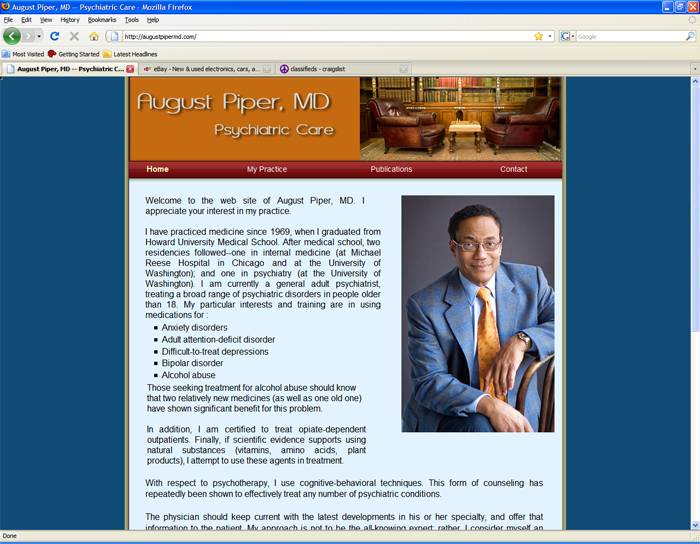 August Piper, MD -- Psychiatric Care - Mozilla Firefox
File Edit View History Bookmarks Tools Help
http://augustpipermd.com/
Google
Most Visited Getting Started Latest Headlines
August Piper, MD -- Psychiatric C...
eBay - New & used electronics, cars, a...
classifieds - craigslist
August Piper, MD
Psychiatric Care
Home My Practice Publications Contact
Welcome to the web site of August Piper, MD. I
appreciate your interest in my practice.
I have practiced medicine since 1969, when I graduated from
Howard University Medical School. After medical school, two
residencies followed--one in internal medicine (at Michael
Reese Hospital in Chicago and at the University of
Washington); and one in psychiatry (at the University of
Washington). I am currently a general adult psychiatrist,
treating a broad range of psychiatric disorders in people older
than 18. My particular interests and training are in using
medications for :
Anxiety disorders
Adult attention-deficit disorder
Difficult-to-treat depressions
Bipolar disorder
Alcohol abuse
Those seeking treatment for alcohol abuse should know
that two relatively new medicines (as well as one old one)
have shown significant benefit for this problem.
In addition, I am certified to treat opiate-dependent
outpatients. Finally, if scientific evidence supports using
natural substances (vitamins, amino acids, plant
products), I attempt to use these agents in treatment.
With respect to psychotherapy, I use cognitive-behavioral techniques. This form of counseling has
repeatedly been shown to effectively treat any number of psychiatric conditions.
The physician should keep current with the latest developments in his or her specialty, and offer that
information to the patient. My approach is not to be the all-knowing expert; rather, I consider myself an
Done